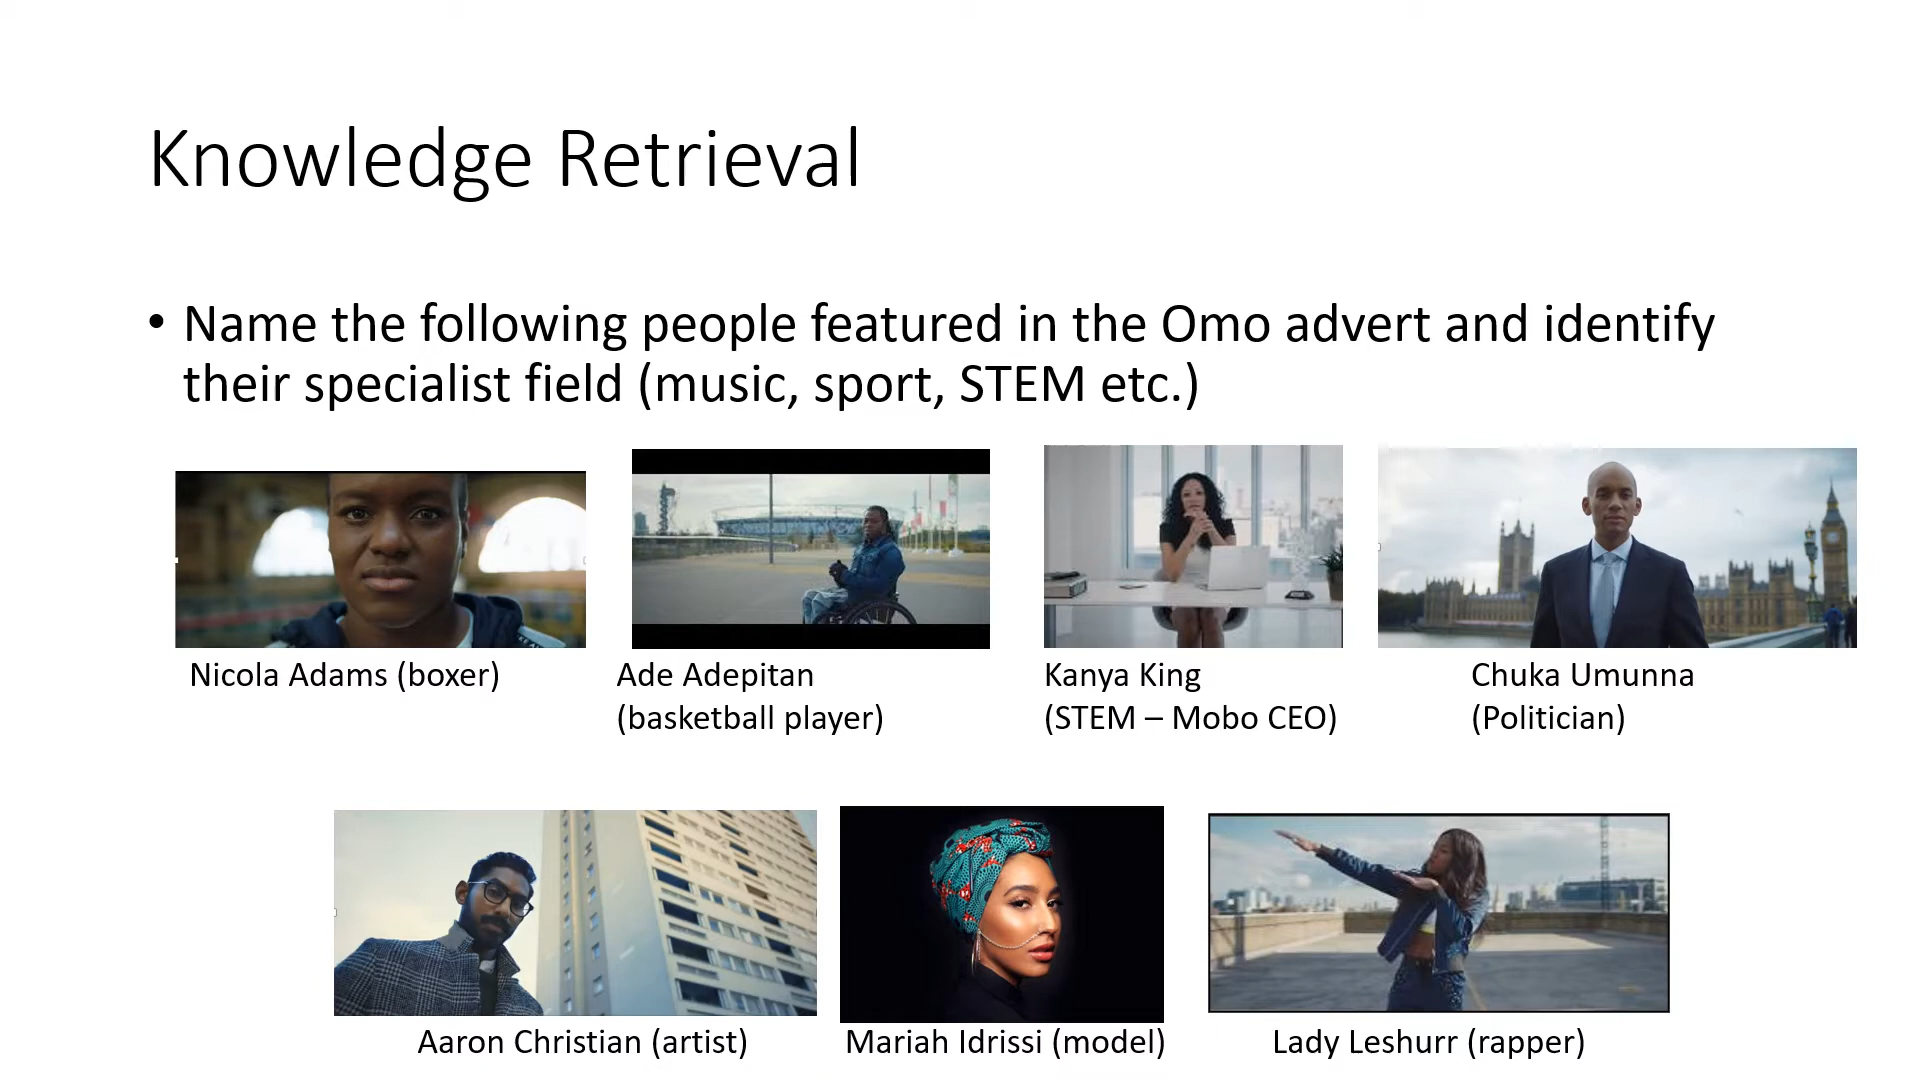 Knowledge Retrieval
• Name the following people featured in the Omo advert and identify
their specialist field (music, sport, STEM etc.)
Nicola Adams (boxer)
Ade Adepitan
(basketball player)
Kanya King
(STEM – Mobo CEO)
Chuka Umunna
(Politician)
Aaron Christian (artist)
Mariah Idrissi (model)
Lady Leshurr (rapper)